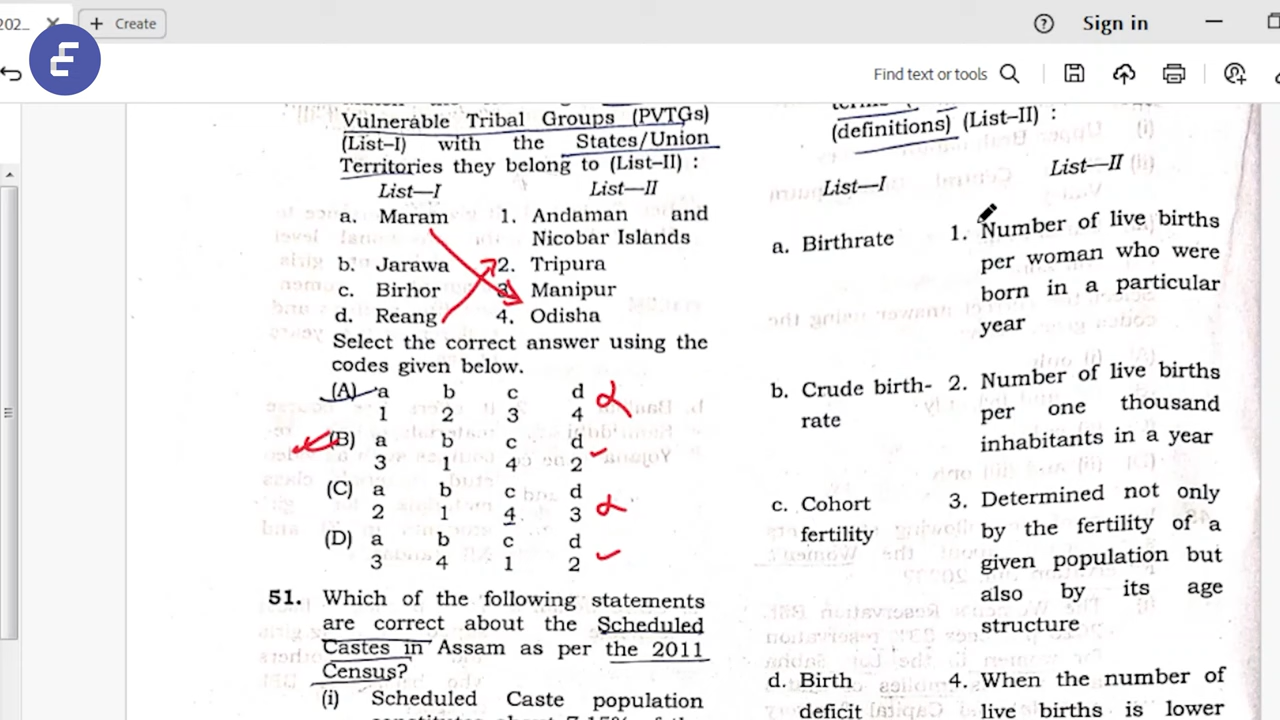 202_
Create
Sign in
Find text or tools
Vulnerable Tribal Groups (PVTGs)
(List–I) with the States/Union
Territories they belong to (List–II) :
List—I List—II
a. Maram 1. Andaman and
Nicobar Islands
b. Jarawa 2. Tripura
c. Birhor 3. Manipur
d. Reang 4. Odisha
Select the correct answer using the
codes given below.
(A) a b c d
1 2 3 4
(B) a b c d
3 1 4 2
(C) a b c d
2 1 4 3
(D) a b c d
3 4 1 2
51. Which of the following statements
are correct about the Scheduled
Castes in Assam as per the 2011
Census?
(i) Scheduled Caste population
(definitions) (List–II) :
List—I List—II
a. Birthrate 1. Number of live births
per woman who were
born in a particular
year
b. Crude birth- 2. Number of live births
rate per one thousand
inhabitants in a year
c. Cohort 3. Determined not only
fertility by the fertility of a
given population but
also by its age
structure
d. Birth 4. When the number of
deficit live births is lower